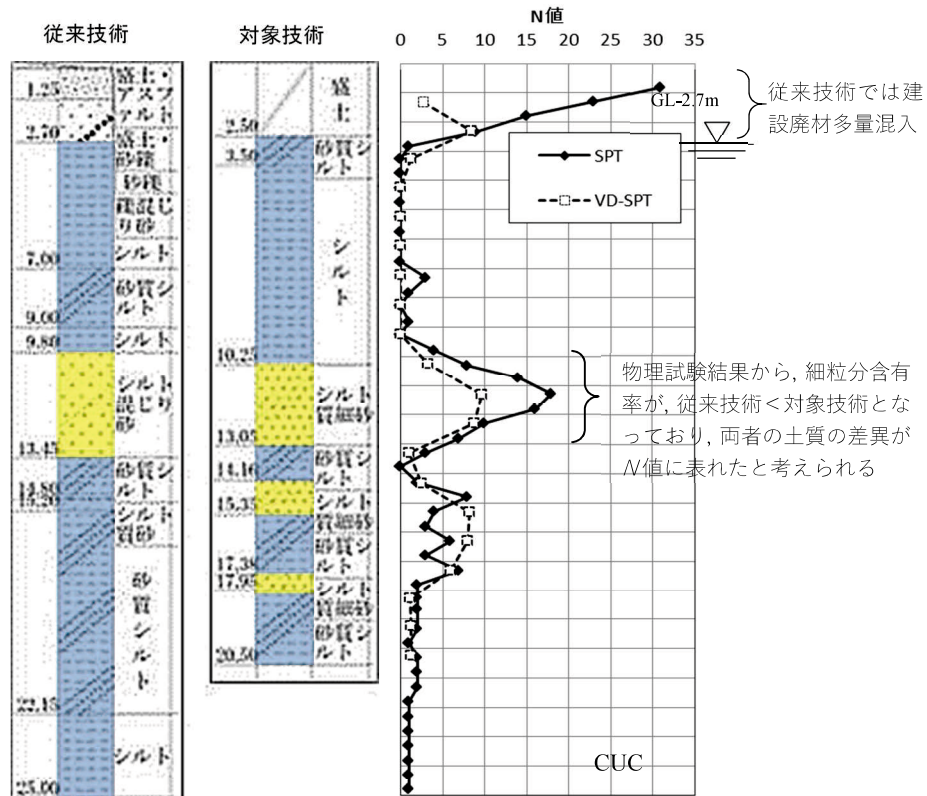 従来技術
対象技術
N値
0 5 10 15 20 25 30 35
1.25
盛土・
アスフ
ァルト
2.70
盛土・
砂礫
砂礫
礫混じ
り砂
シルト
7.00
砂質シ
ルト
9.00
シルト
9.80
シルト
混じり
砂
13.45
砂質シ
ルト
シルト
質砂
砂質シルト
22.15
シルト
25.00
盛土
2.50
砂質シ
ルト
3.50
シルト
10.25
シルト
質細砂
13.05
砂質シ
ルト
14.16
シルト
質細砂
15.35
砂質シ
ルト
17.38
シルト
質細砂
17.95
砂質シ
ルト
20.50
GL-2.7m
SPT
VD-SPT
従来技術では建
設廃材多量混入
物理試験結果から, 細粒分含有
率が, 従来技術<対象技術とな
っており, 両者の土質の差異が
N値に表れたと考えられる
CUC